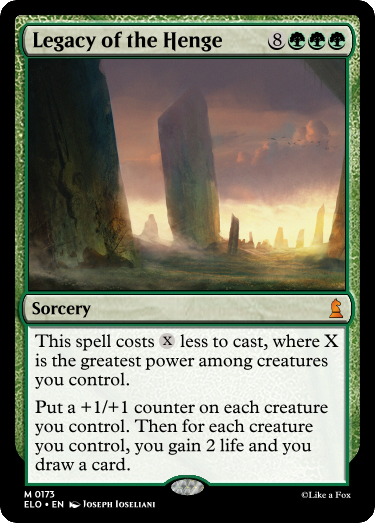 Legacy of the Henge 8
Sorcery
This spell costs X less to cast, where X
is the greatest power among creatures
you control.
Put a +1/+1 counter on each creature
you control. Then for each creature
you control, you gain 2 life and you
draw a card.
M 0173
ELO • EN Joseph Ioseliani
©Like a Fox